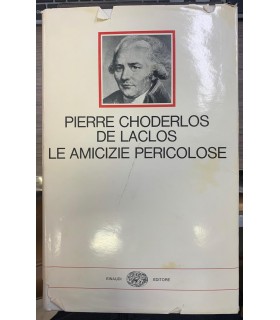 PIERRE CHODERLOS
DE LACLOS
LE AMICIZIE PERICOLOSE
EINAUDI EDITORE